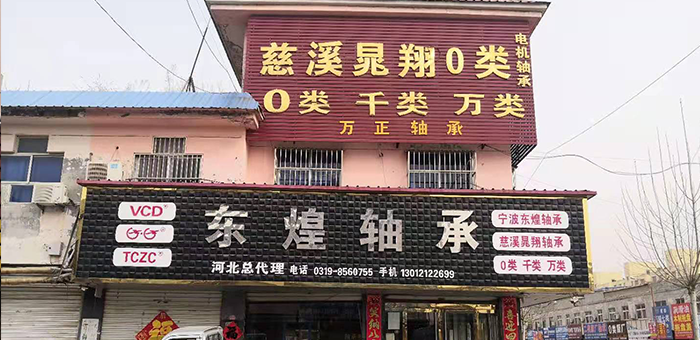 慈溪晁翔0类
电机轴承
0类 千类 万类
万正轴承
VCD
TCZC
东煌轴承
宁波东煌轴承
慈溪晁翔轴承
0类 千类 万类
河北总代理 电话 0319-8560755 手机 13012122699